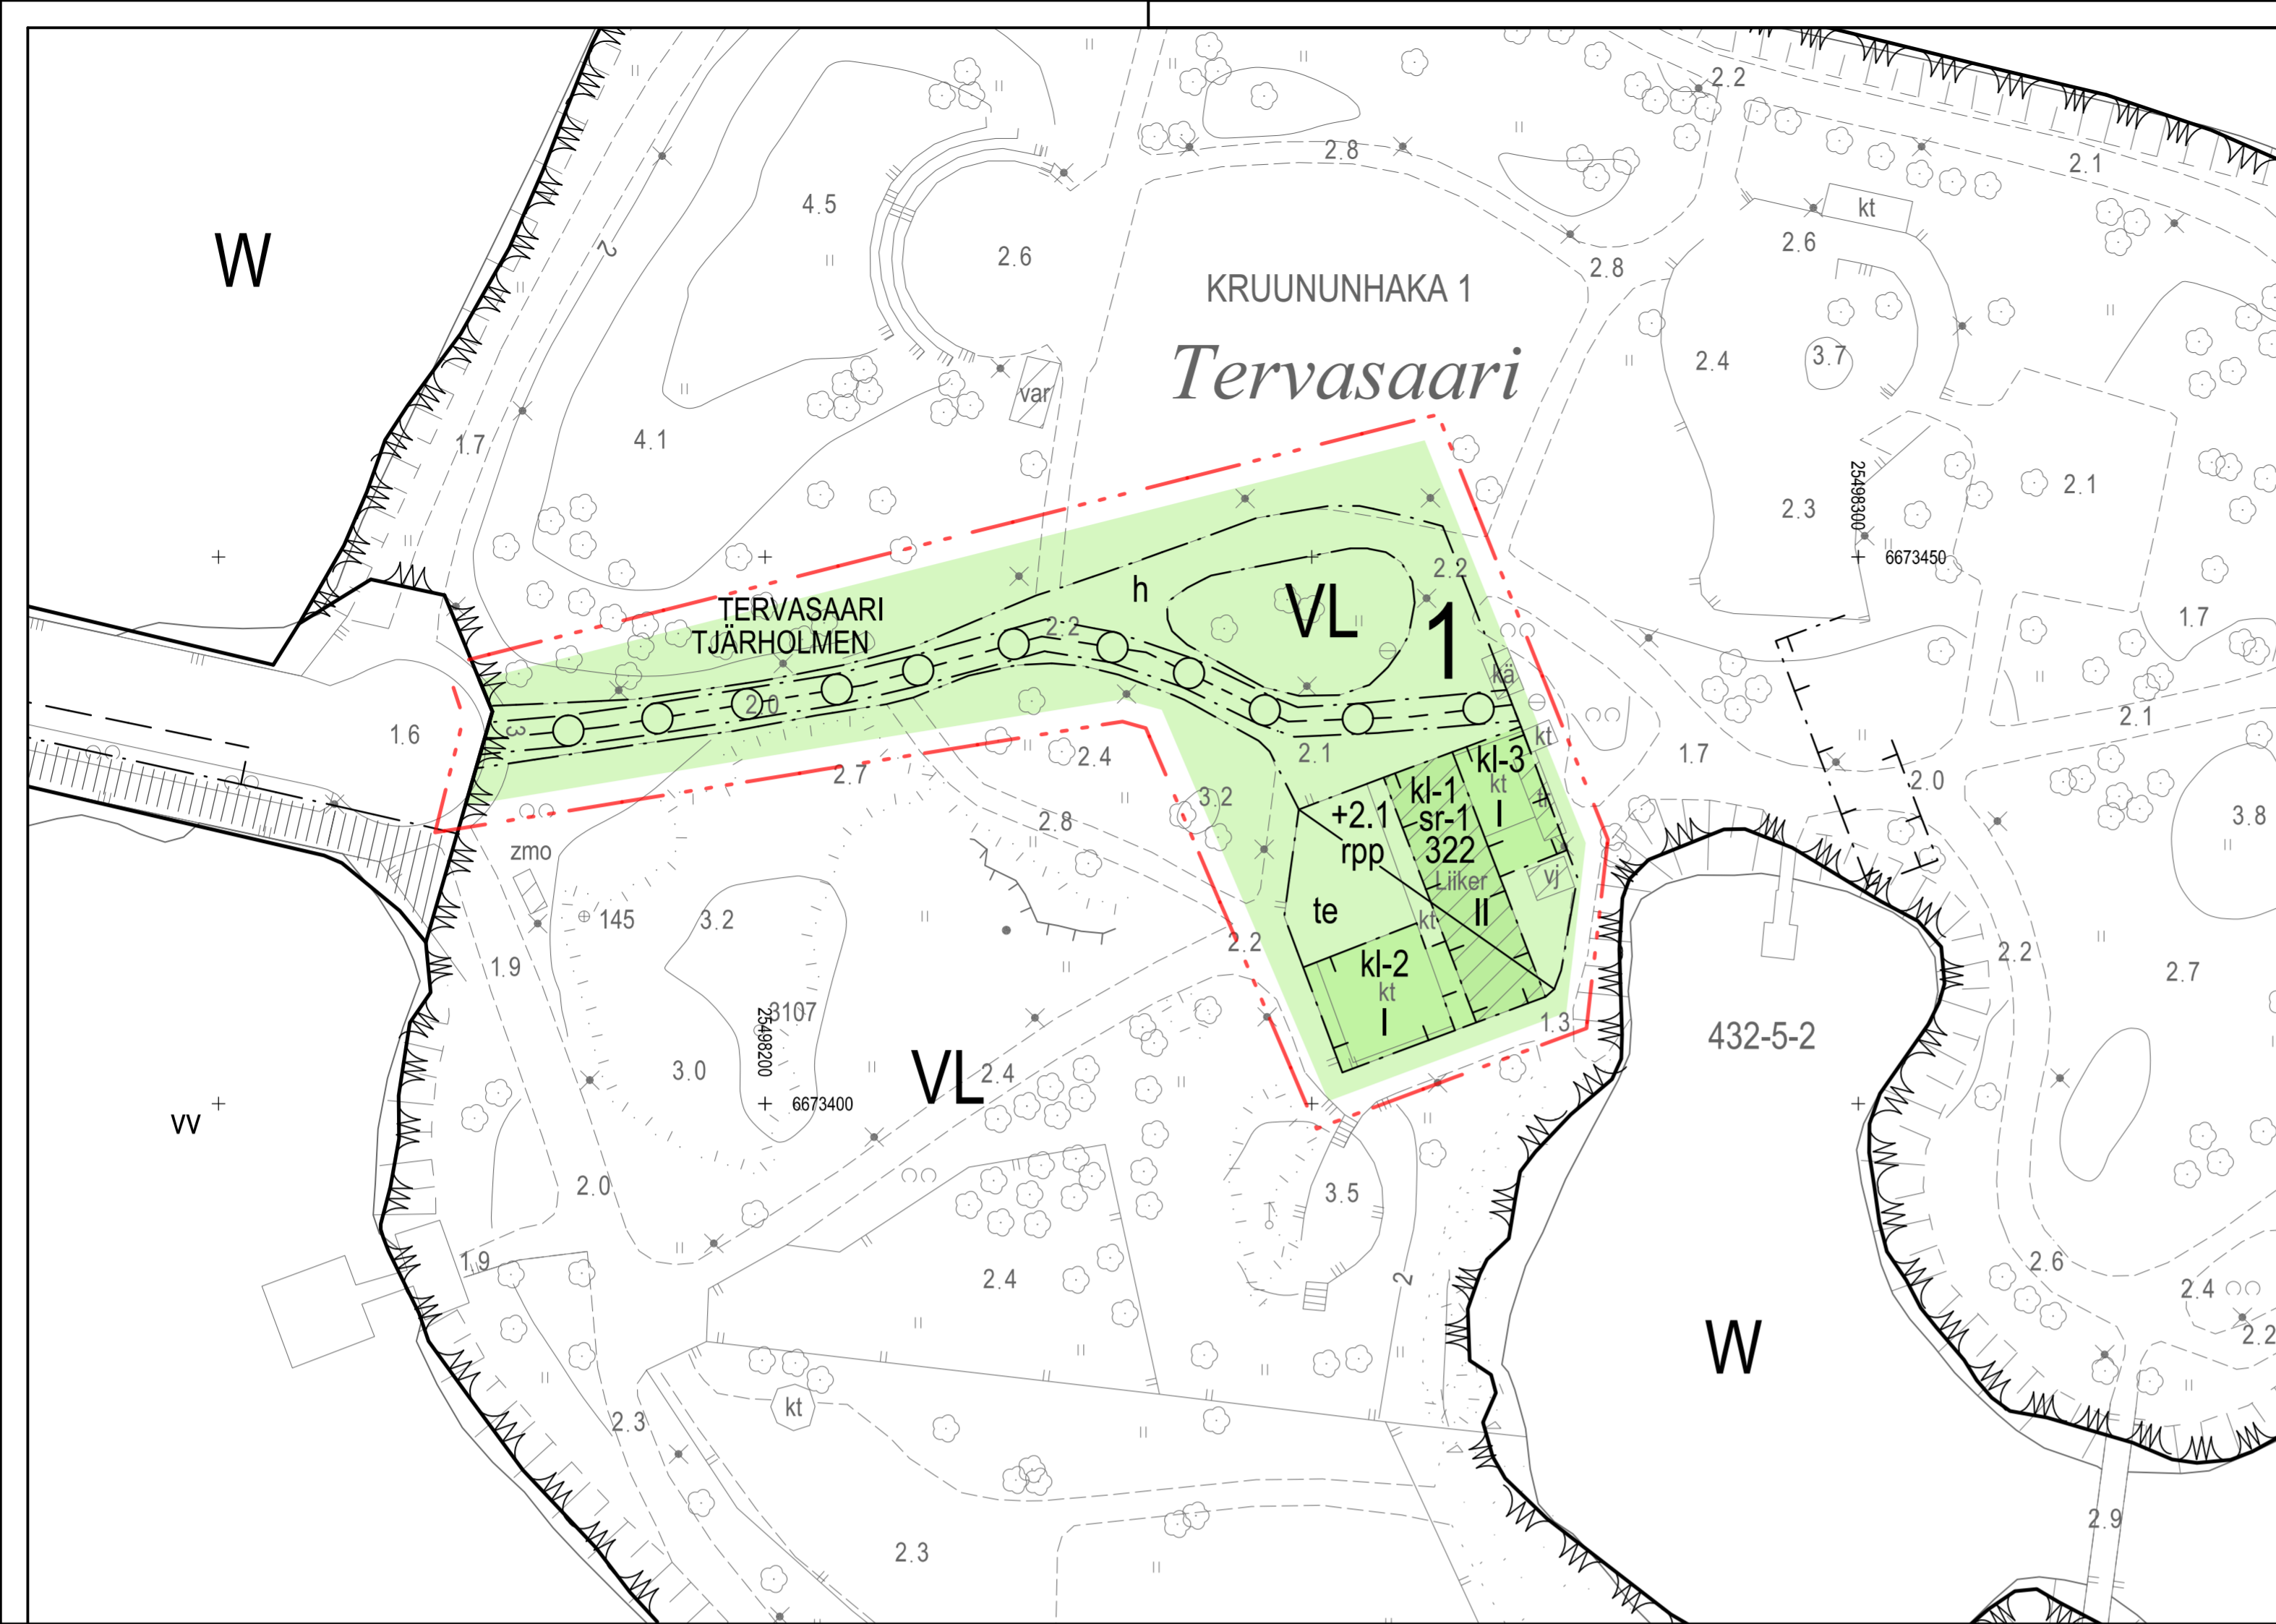 2.2
2.8
2.1
W
4.5
2
kt
2.6
2.6
2.8
KRUUNUNHAKA 1
Tervasaari
2.4
3.7
var
1.7
4.1
25498300
2.1
2.3
6673450
2.2
h
VL
1
TERVASAARI
TJÄRHOLMEN
1.7
2.2
kä
2.0
3
1.6
2.1
kt
1.7
2.1
2.4
2.7
kl-3
kt
I
tr
2.0
3.2
kl-1
sr-1
322
Liiker
II
+2.1
rpp
2.8
3.8
zmo
vj
te
kt
145
3.2
2.2
2.2
1.9
kl-2
kt
I
2.7
3107
25498200
1.3
432-5-2
3.0
VL
2.4
6673400
vv
2.0
3.5
1.9
2.4
2
2.6
2.4
2.2
W
kt
2.3
2.9
2.3